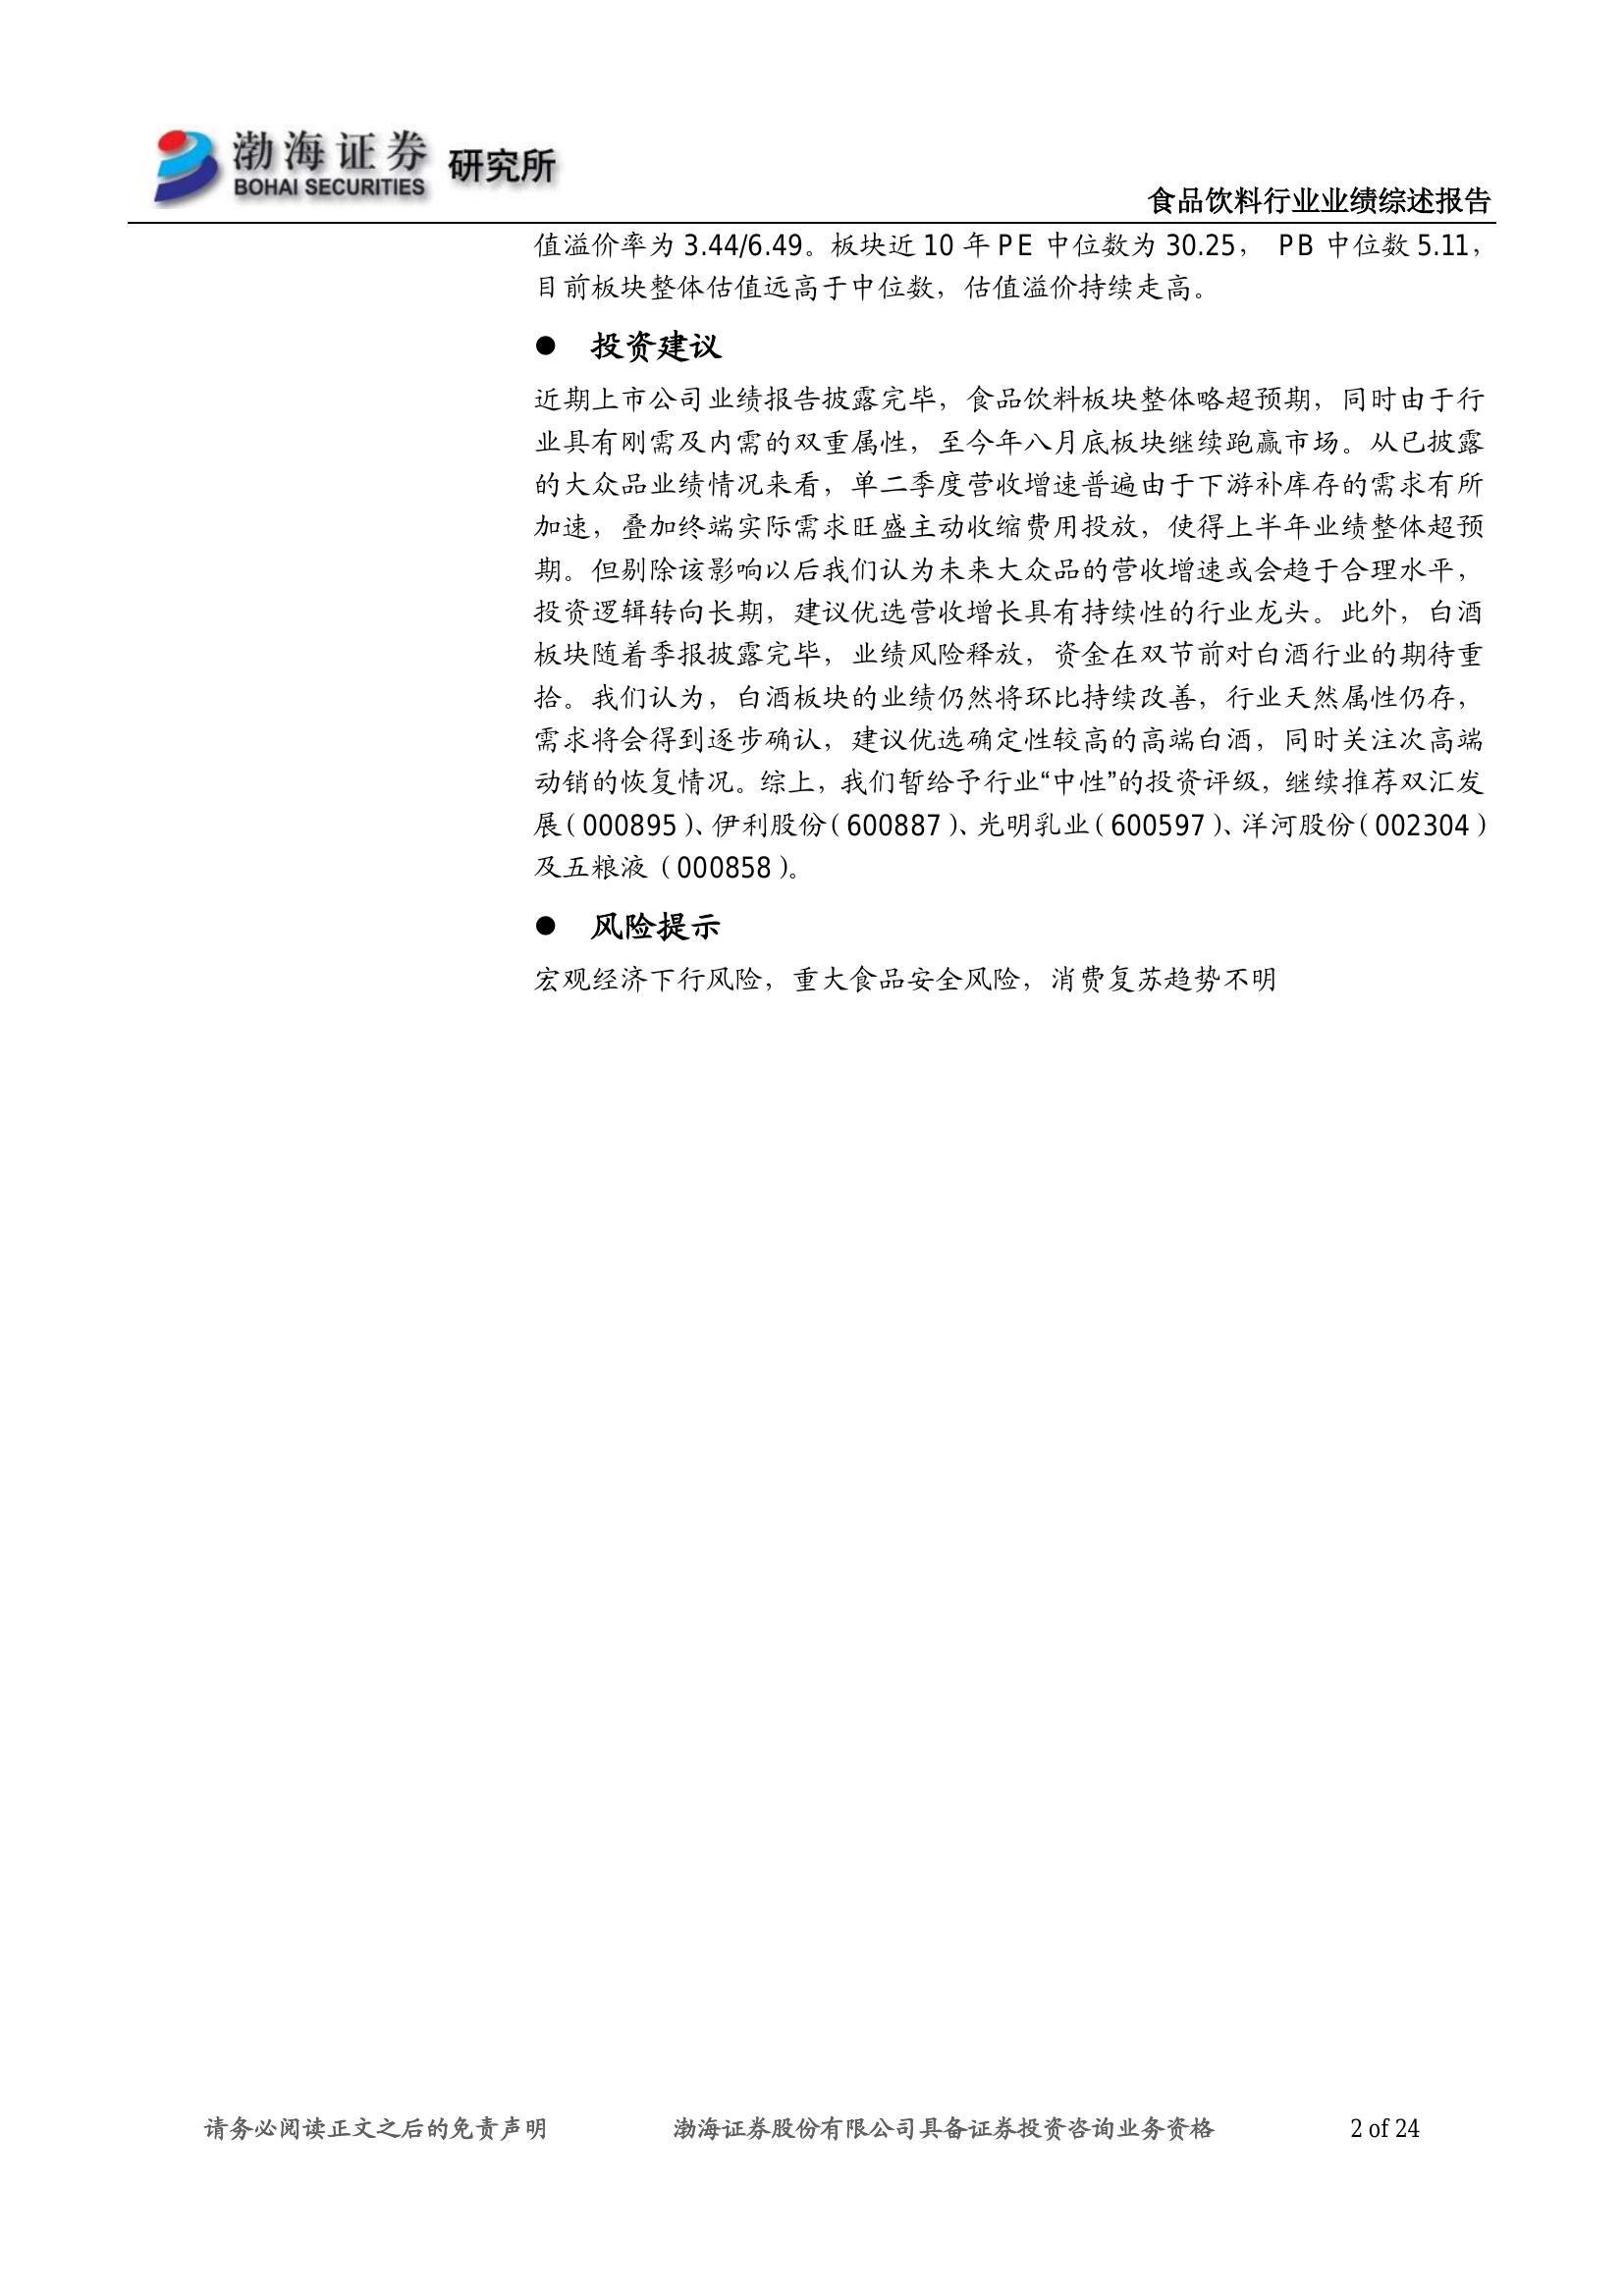 渤海证券 研究所
BOHAI SECURITIES
食品饮料行业业绩综述报告
值溢价率为 3.44/6.49。板块近 10 年 PE 中位数为 30.25， PB 中位数 5.11，
目前板块整体估值远高于中位数，估值溢价持续走高。
● 投资建议
近期上市公司业绩报告披露完毕，食品饮料板块整体略超预期，同时由于行
业具有刚需及内需的双重属性，至今年八月底板块继续跑赢市场。从已披露
的大众品业绩情况来看，单二季度营收增速普遍由于下游补库存的需求有所
加速，叠加终端实际需求旺盛主动收缩费用投放，使得上半年业绩整体超预
期。但剔除该影响以后我们认为未来大众品的营收增速或会趋于合理水平，
投资逻辑转向长期，建议优选营收增长具有持续性的行业龙头。此外，白酒
板块随着季报披露完毕，业绩风险释放，资金在双节前对白酒行业的期待重
拾。我们认为，白酒板块的业绩仍然将环比持续改善，行业天然属性仍存，
需求将会得到逐步确认，建议优选确定性较高的高端白酒，同时关注次高端
动销的恢复情况。综上，我们暂给予行业“中性”的投资评级，继续推荐双汇发
展（000895）、伊利股份（600887）、光明乳业（600597）、洋河股份（002304）
及五粮液（000858）。
● 风险提示
宏观经济下行风险，重大食品安全风险，消费复苏趋势不明
请务必阅读正文之后的免责声明 渤海证券股份有限公司具备证券投资咨询业务资格 2 of 24